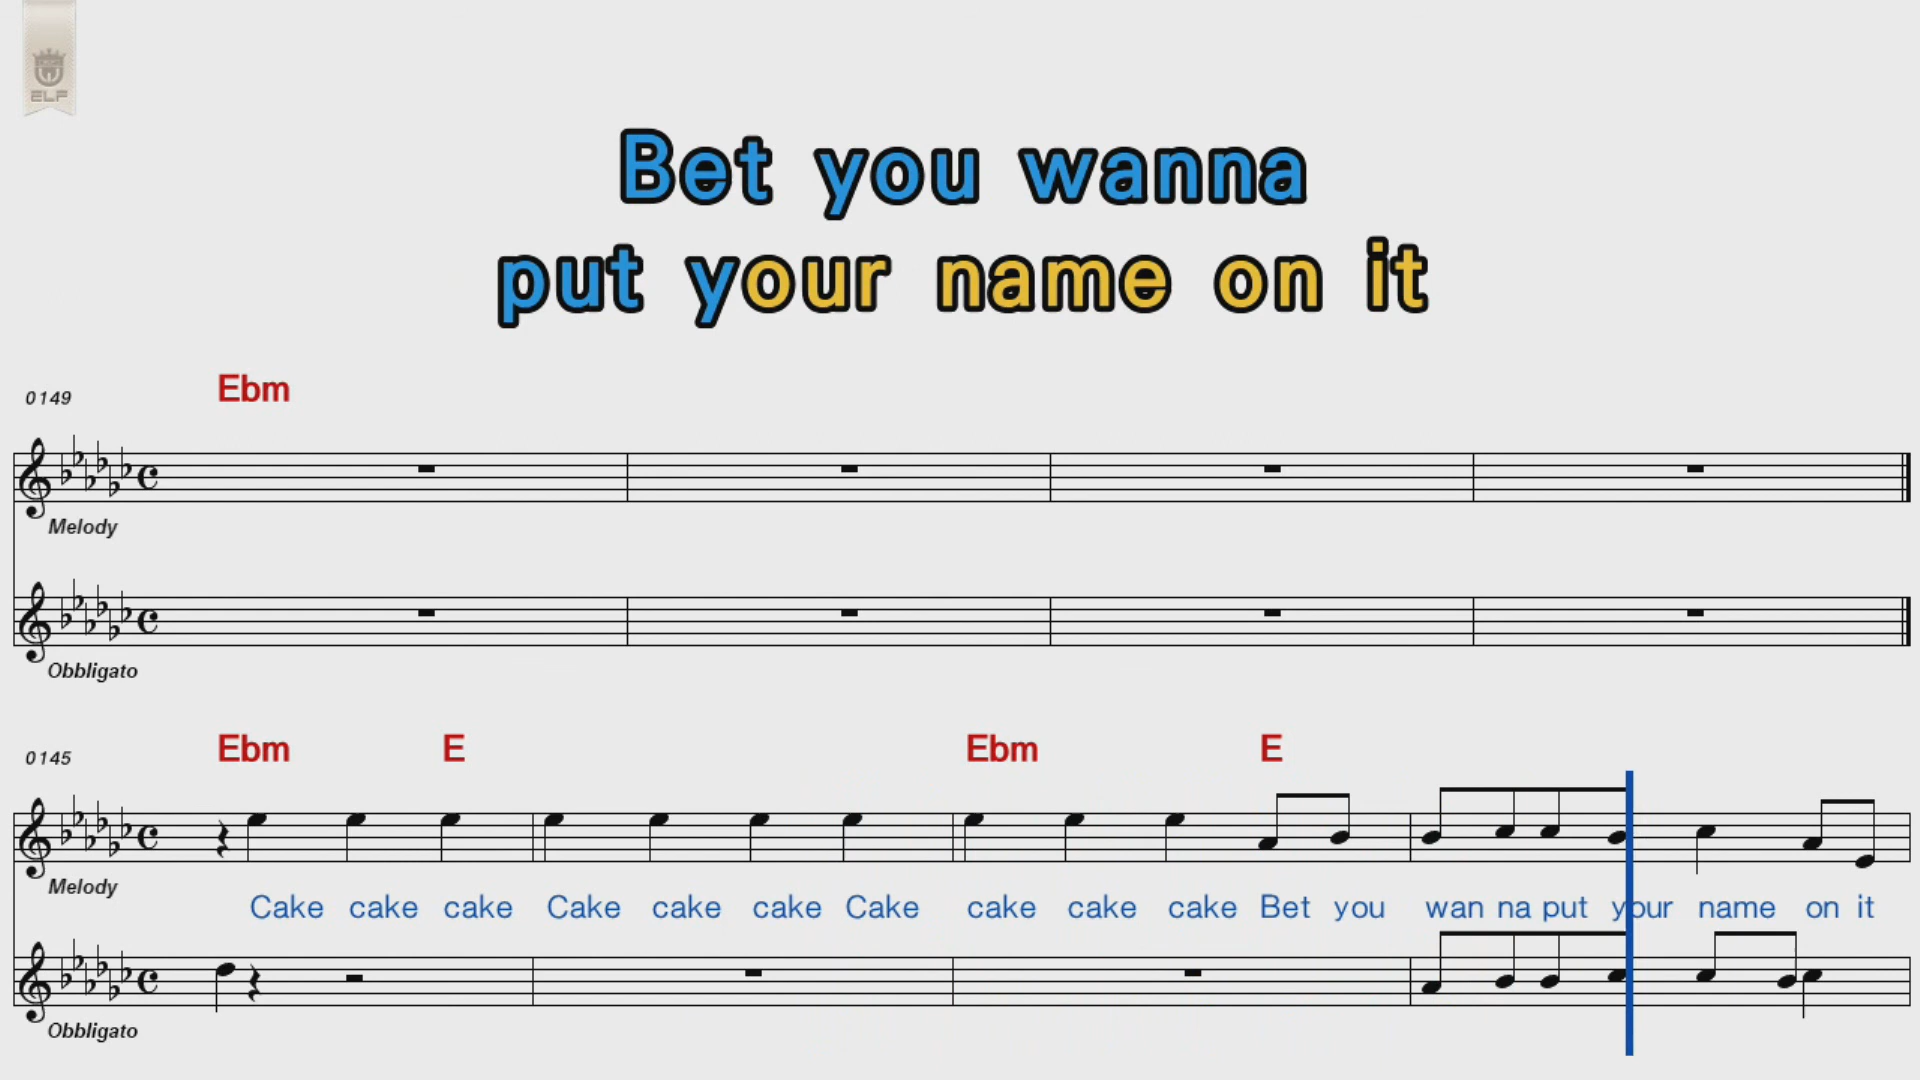 ELF
Bet you wanna
put your name on it
0149 Ebm
Melody
Obbligato
0145 Ebm E Ebm E
Melody
Cake cake cake Cake cake cake Cake cake cake cake Bet you wan na put your name on it
Obbligato